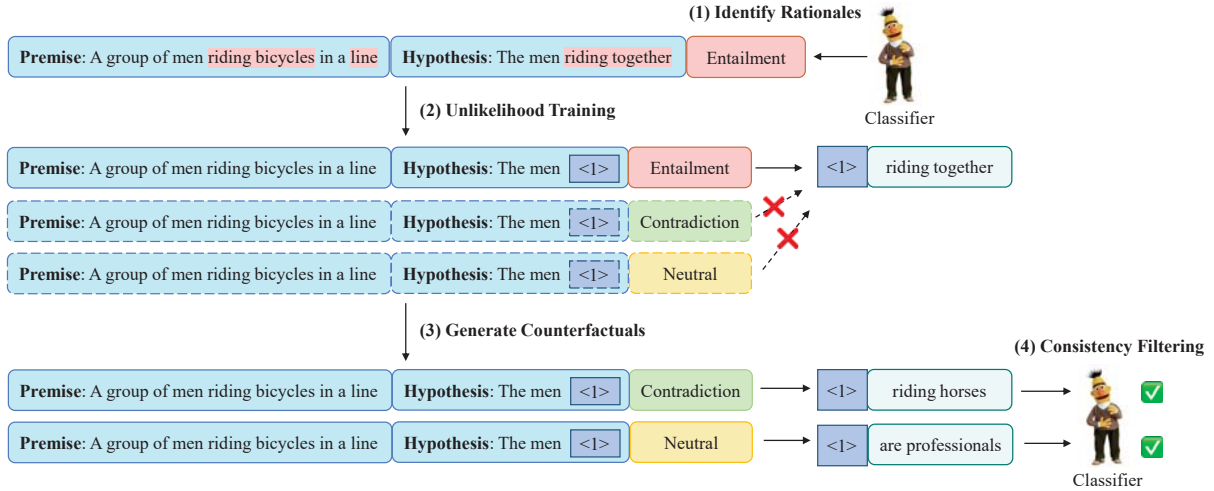 (1) Identify Rationales
Premise: A group of men riding bicycles in a line Hypothesis: The men riding together Entailment
Classifier
(2) Unlikelihood Training
Premise: A group of men riding bicycles in a line Hypothesis: The men <1> Entailment <1> riding together
Premise: A group of men riding bicycles in a line Hypothesis: The men <1> Contradiction
Premise: A group of men riding bicycles in a line Hypothesis: The men <1> Neutral
(3) Generate Counterfactuals
(4) Consistency Filtering
Premise: A group of men riding bicycles in a line Hypothesis: The men <1> Contradiction <1> riding horses
Premise: A group of men riding bicycles in a line Hypothesis: The men <1> Neutral <1> are professionals
Classifier